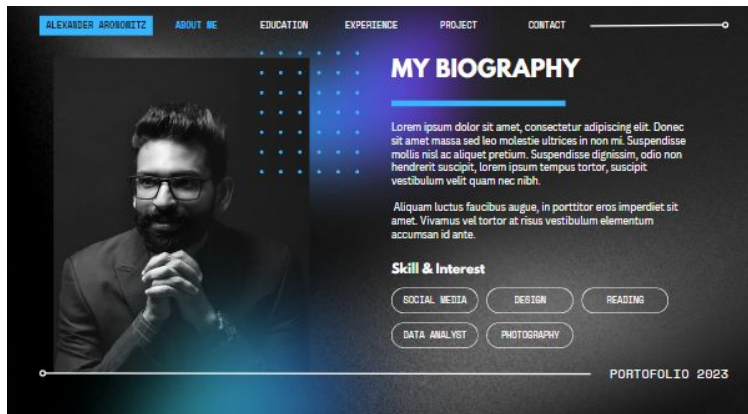 ALEXANDER ARONOWITZ
ABOUT ME
EDUCATION
EXPERIENCE
PROJECT
CONTACT
MY BIOGRAPHY
Lorem ipsum dolor sit amet, consectetur adipiscing elit. Donec
sit amet massa sed leo molestie ultrices in non mi. Suspendisse
mollis nisl ac aliquet pretium. Suspendisse dignissim, odio non
hendrerit suscipit, lorem ipsum tempus tortor, suscipit
vestibulum velit quam nec nibh.
Aliquam luctus faucibus augue, in porttitor eros imperdiet sit
amet. Vivamus vel tortor at risus vestibulum elementum
accumsan id ante.
Skill & Interest
SOCIAL MEDIA
DESIGN
READING
DATA ANALYST
PHOTOGRAPHY
PORTOFOLIO 2023